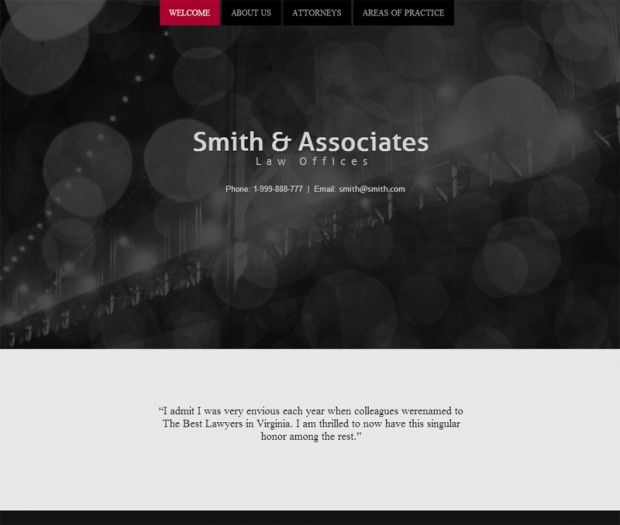 WELCOME ABOUT US ATTORNEYS AREAS OF PRACTICE
Smith & Associates
Law Offices
Phone: 1-999-888-777 | Email: smith@smith.com
“I admit I was very envious each year when colleagues werenamed to
The Best Lawyers in Virginia. I am thrilled to now have this singular
honor among the rest.”